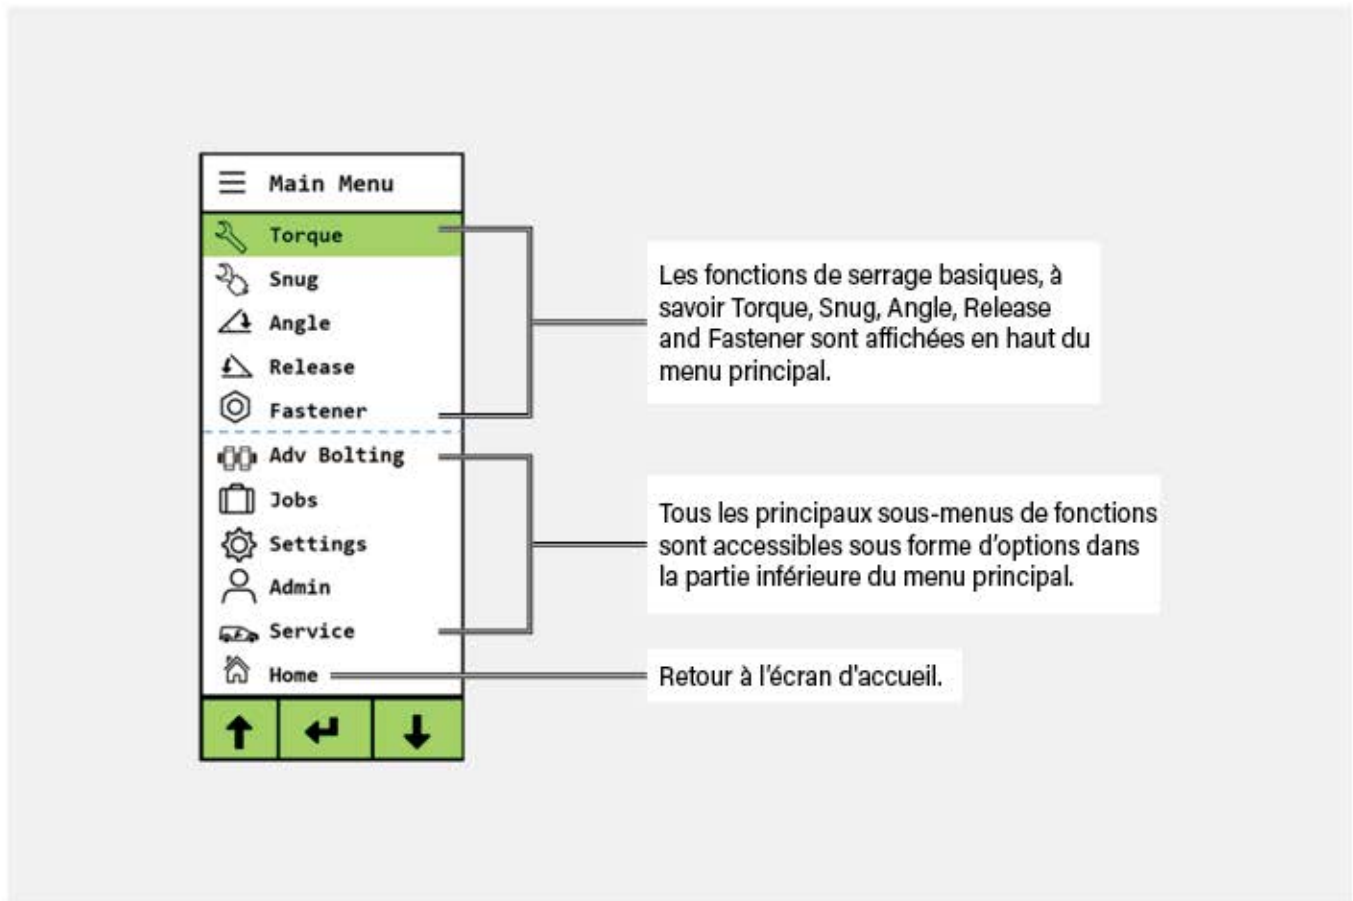 Main Menu
Torque
Snug
Angle
Release
Fastener
Adv Bolting
Jobs
Settings
Admin
Service
Home
Les fonctions de serrage basiques, à
savoir Torque, Snug, Angle, Release
and Fastener sont affichées en haut du
menu principal.
Tous les principaux sous-menus de fonctions
sont accessibles sous forme d'options dans
la partie inférieure du menu principal.
Retour à l'écran d'accueil.